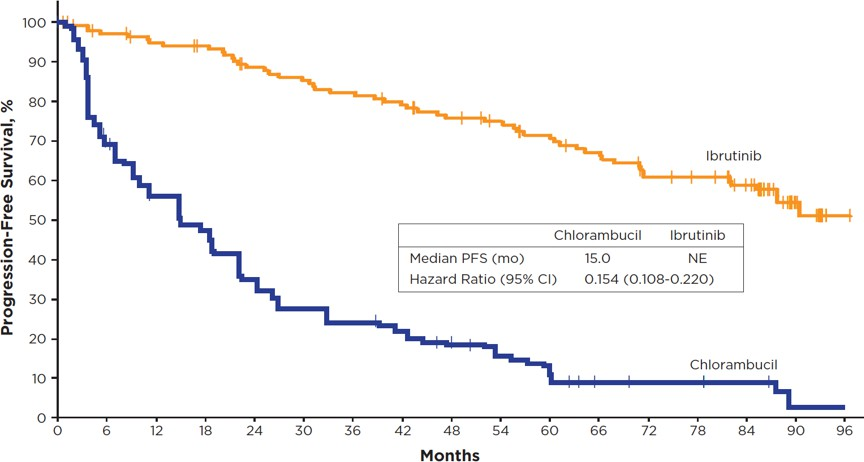 Progression-Free Survival, %
100
90
80
70
60
50
40
30
20
10
0
Ibrutinib
Chlorambucil Ibrutinib
Median PFS (mo) 15.0 NE
Hazard Ratio (95% CI) 0.154 (0.108-0.220)
Chlorambucil
0 6 12 18 24 30 36 42 48 54 60 66 72 78 84 90 96
Months